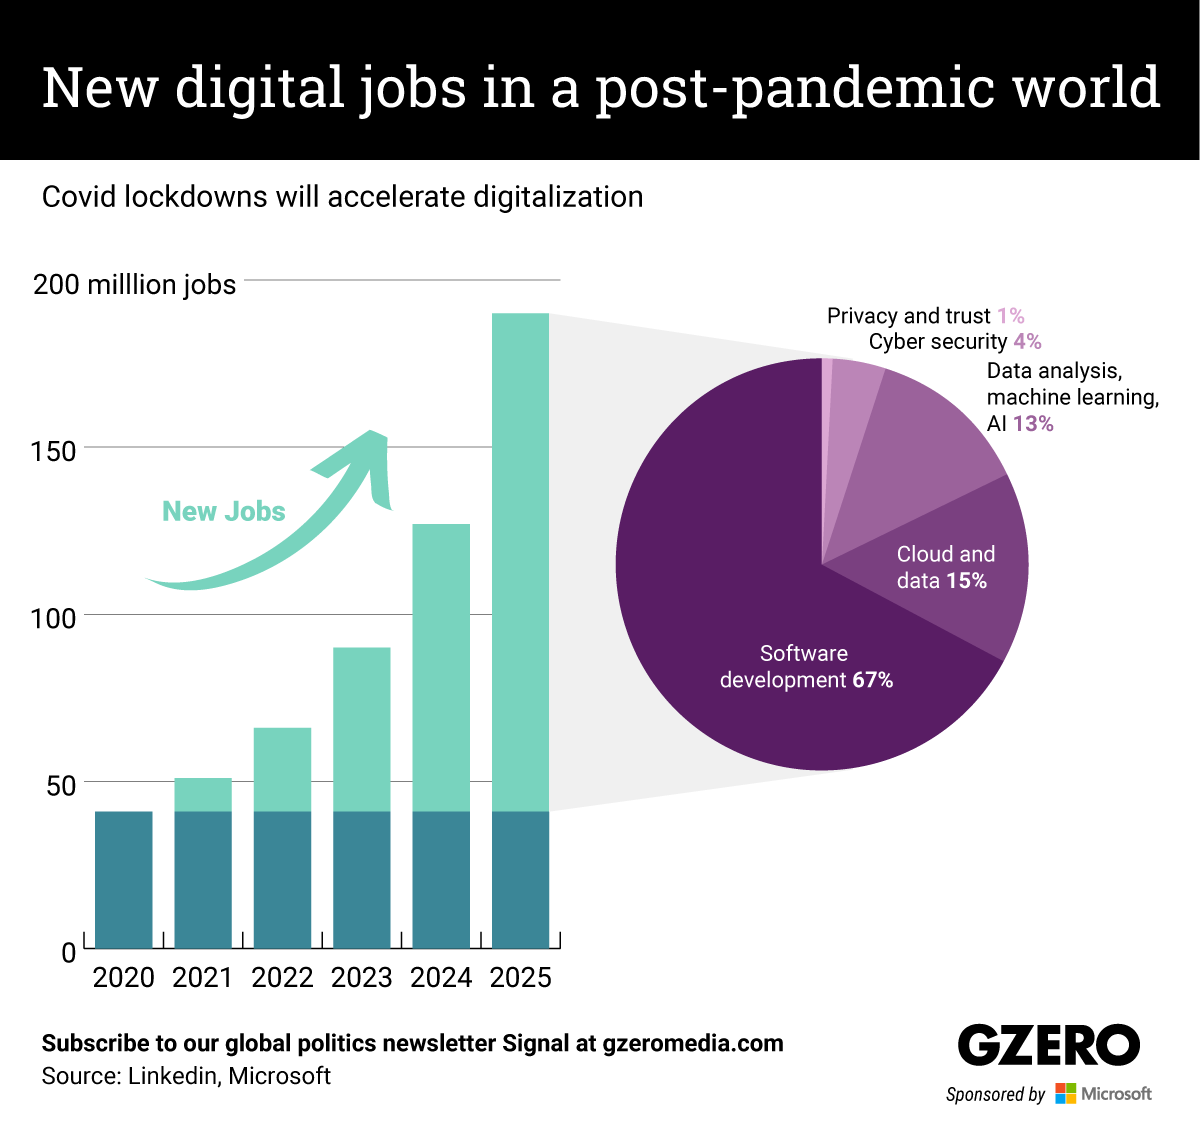 New digital jobs in a post-pandemic world
Covid lockdowns will accelerate digitalization
200 milllion jobs
150
100
50
0
New Jobs
2020 2021 2022 2023 2024 2025
Privacy and trust 1%
Cyber security 4%
Data analysis,
machine learning,
AI 13%
Cloud and
data 15%
Software
development 67%
Subscribe to our global politics newsletter Signal at gzeromedia.com
Source: Linkedin, Microsoft
GZERO
Sponsored by Microsoft